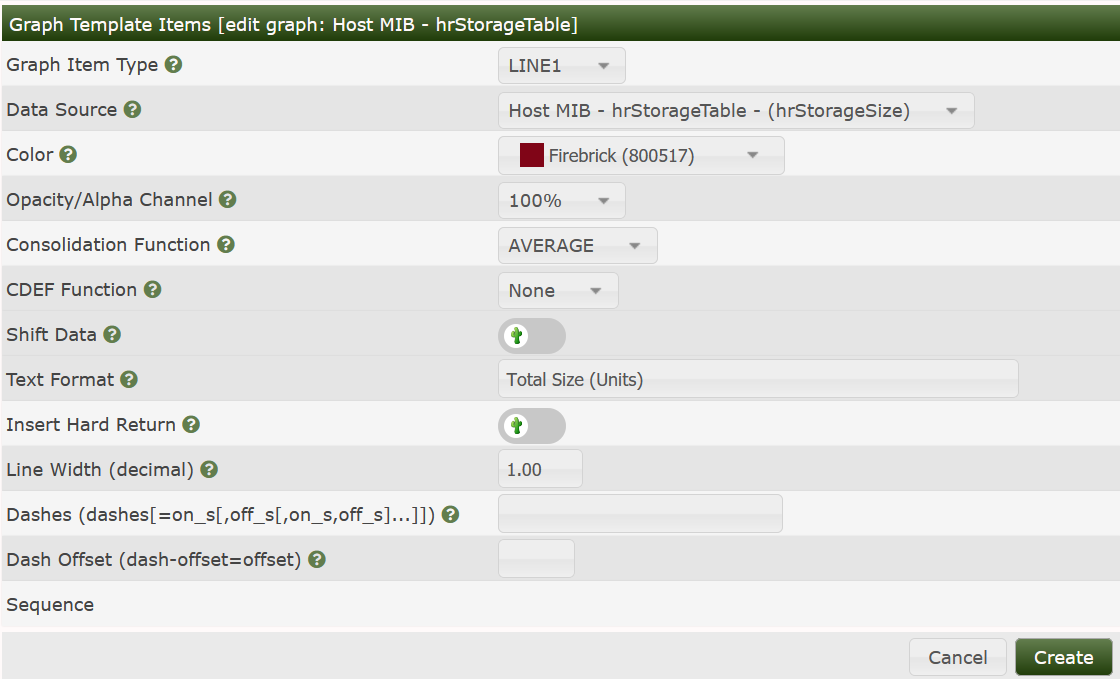 Graph Template Items [edit graph: Host MIB - hrStorageTable]
Graph Item Type LINE1
Data Source Host MIB - hrStorageTable - (hrStorageSize)
Color Firebrick (800517)
Opacity/Alpha Channel 100%
Consolidation Function AVERAGE
CDEF Function None
Shift Data
Text Format Total Size (Units)
Insert Hard Return
Line Width (decimal) 1.00
Dashes (dashes[=on_s[,off_s[,on_s,off_s]...]])
Dash Offset (dash-offset=offset)
Sequence
Cancel Create